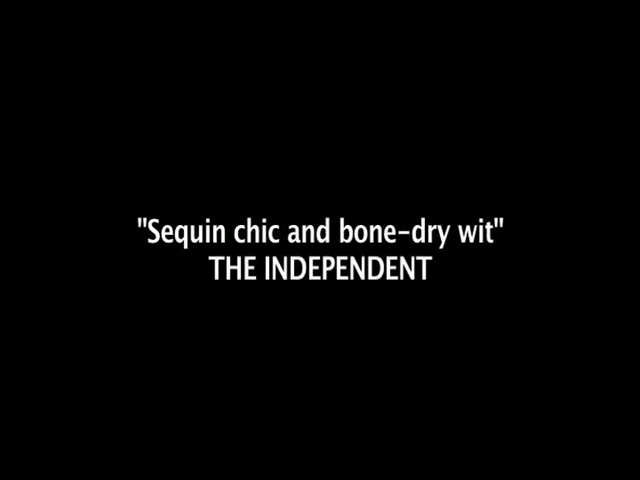 "Sequin chic and bone-dry wit"
THE INDEPENDENT